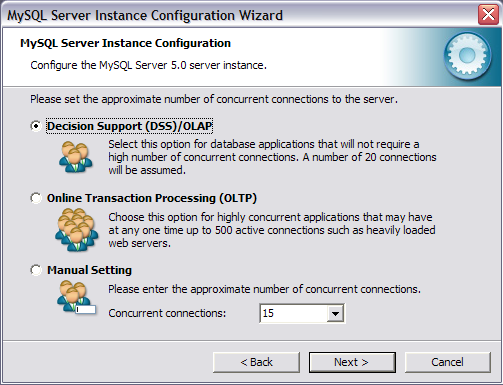 MySQL Server Instance Configuration Wizard
MySQL Server Instance Configuration
Configure the MySQL Server 5.0 server instance.
Please set the approximate number of concurrent connections to the server.
Decision Support (DSS)/OLAP
Select this option for database applications that will not require a
high number of concurrent connections. A number of 20 connections
will be assumed.
Online Transaction Processing (OLTP)
Choose this option for highly concurrent applications that may have
at any one time up to 500 active connections such as heavily loaded
web servers.
Manual Setting
Please enter the approximate number of concurrent connections.
Concurrent connections: 15
< Back Next > Cancel